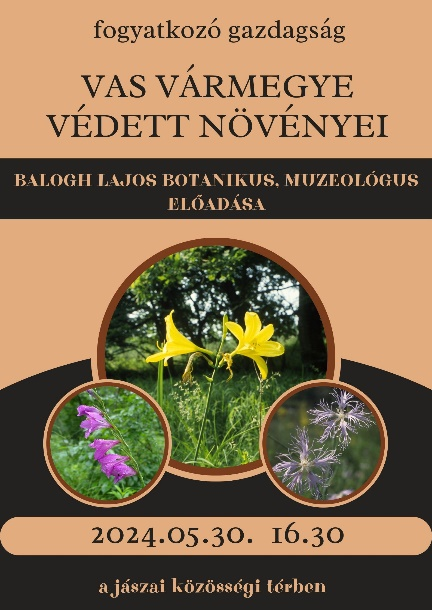 fogyatkozó gazdagság
VAS VÁRMEGYE
VÉDETT NÖVÉNYEI
BALOGH LAJOS BOTANIKUS, MUZEOLÓGUS
ELŐADÁSA
2024.05.30. 16.30
a jászai közösségi térben